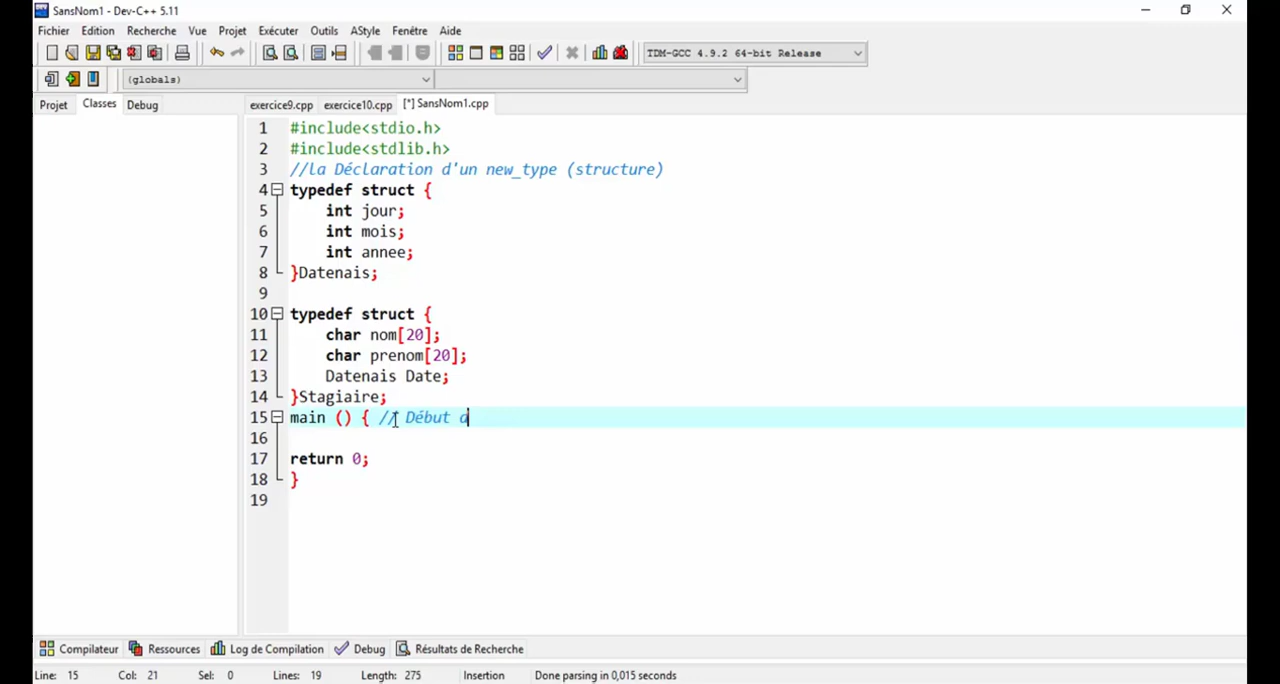 SansNom1 - Dev-C++ 5.11
Fichier Edition Recherche Vue Projet Exécuter Outils AStyle Fenêtre Aide
TDM-GCC 4.9.2 64-bit Release
(globals)
Projet Classes Debug exercice9.cpp exercice10.cpp [*] SansNom1.cpp
1 #include<stdio.h>
2 #include<stdlib.h>
3 //la Déclaration d'un new_type (structure)
4 typedef struct {
5 int jour;
6 int mois;
7 int annee;
8 }Datenais;
9
10 typedef struct {
11 char nom[20];
12 char prenom[20];
13 Datenais Date;
14 }Stagiaire;
15 main () { // Début d
16
17 return 0;
18 }
19
Compilateur Ressources Log de Compilation Debug Résultats de Recherche
Line: 15 Col: 21 Sel: 0 Lines: 19 Length: 275 Insertion Done parsing in 0,015 seconds